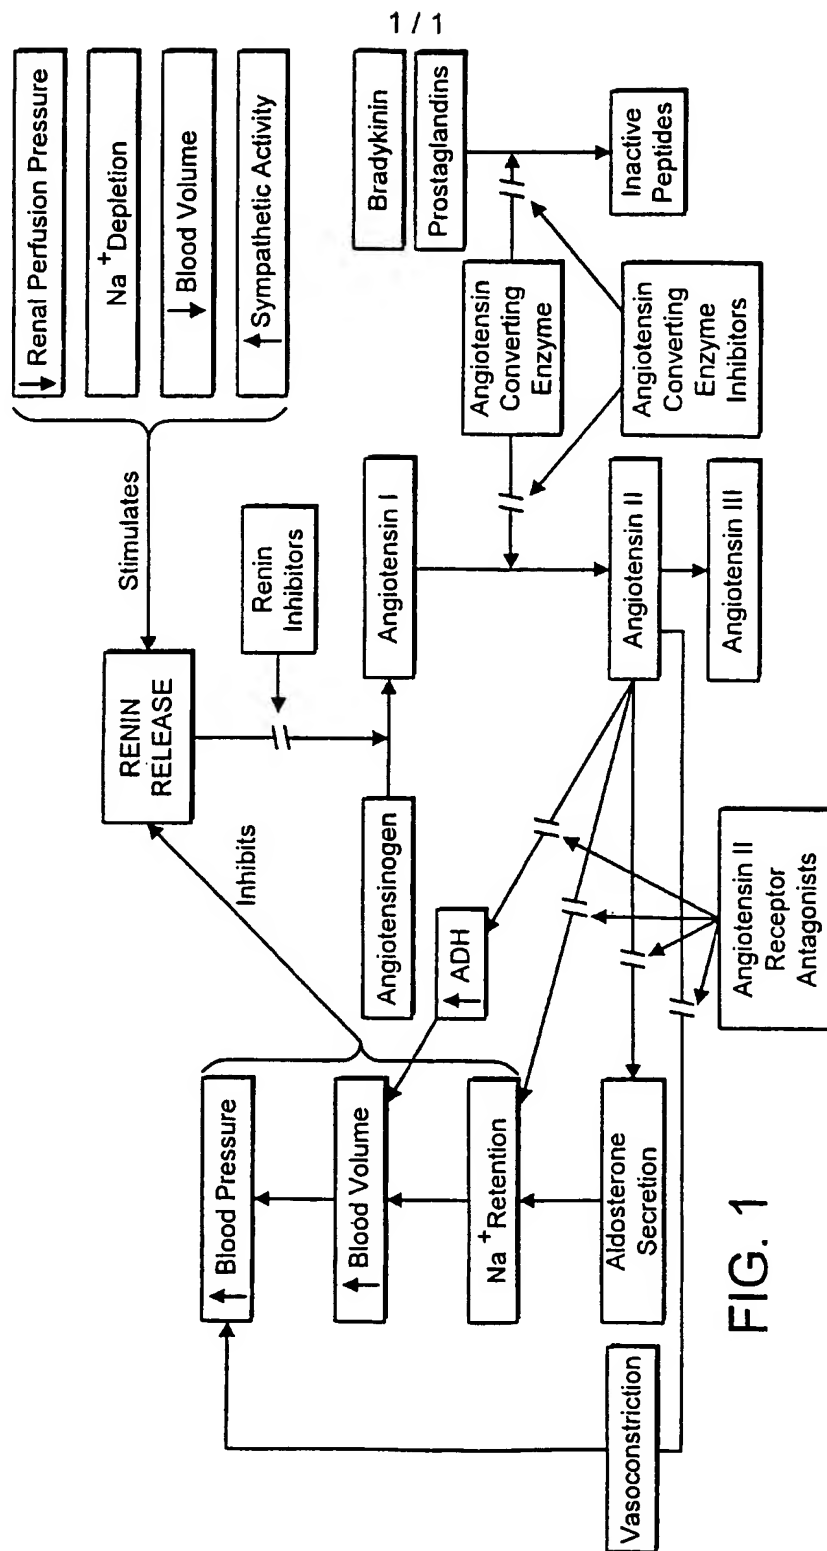 1 / 1
↓ Renal Perfusion Pressure
Na⁺ Depletion
↓ Blood Volume
↑ Sympathetic Activity
Stimulates
RENIN
RELEASE
Inhibits
Renin
Inhibitors
Angiotensinogen
Angiotensin I
Bradykinin
Prostaglandins
Angiotensin
Converting
Enzyme
Inactive
Peptides
Angiotensin
Converting
Enzyme
Inhibitors
Angiotensin II
Angiotensin III
↑ ADH
↑ Blood Pressure
↑ Blood Volume
Na⁺ Retention
Aldosterone
Secretion
Vasoconstriction
Angiotensin II
Receptor
Antagonists
FIG. 1